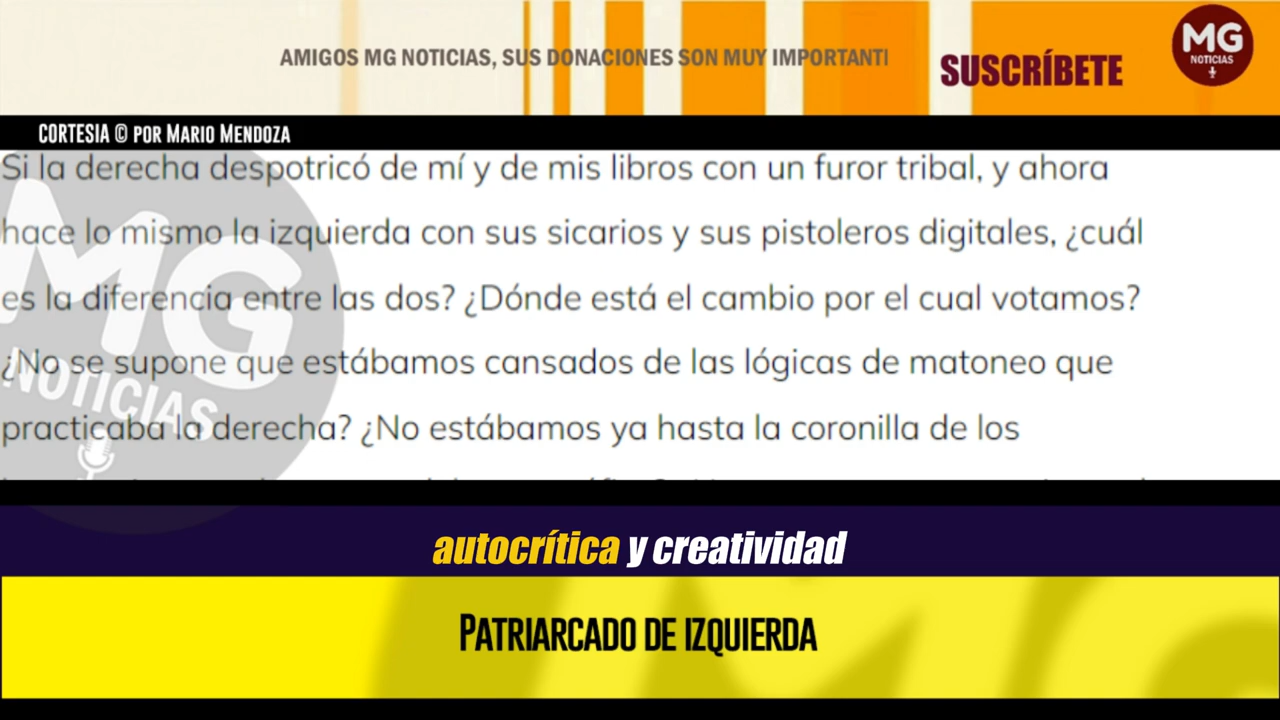 AMIGOS MG NOTICIAS, SUS DONACIONES SON MUY IMPORTANTI
SUSCRÍBETE
MG
NOTICIAS
CORTESIA © POR MARIO MENDOZA
Si la derecha despotricó de mí y de mis libros con un furor tribal, y ahora
hace lo mismo la izquierda con sus sicarios y sus pistoleros digitales, ¿cuál
es la diferencia entre las dos? ¿Dónde está el cambio por el cual votamos?
¿No se supone que estábamos cansados de las lógicas de matoneo que
practicaba la derecha? ¿No estábamos ya hasta la coronilla de los
MG
NOTICIAS
autocrítica y creatividad
PATRIARCADO DE IZQUIERDA